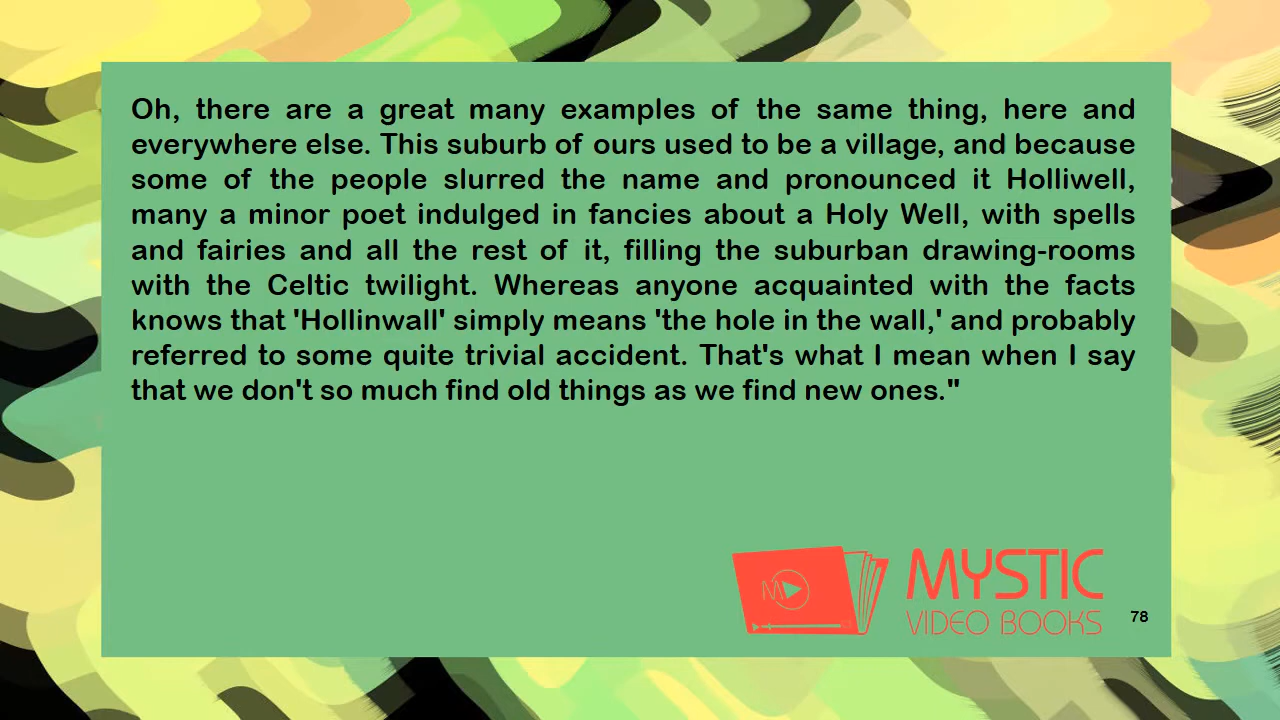 Oh, there are a great many examples of the same thing, here and
everywhere else. This suburb of ours used to be a village, and because
some of the people slurred the name and pronounced it Holliwell,
many a minor poet indulged in fancies about a Holy Well, with spells
and fairies and all the rest of it, filling the suburban drawing-rooms
with the Celtic twilight. Whereas anyone acquainted with the facts
knows that 'Hollinwall' simply means 'the hole in the wall,' and probably
referred to some quite trivial accident. That's what I mean when I say
that we don't so much find old things as we find new ones."
M
MYSTIC
VIDEO BOOKS
78